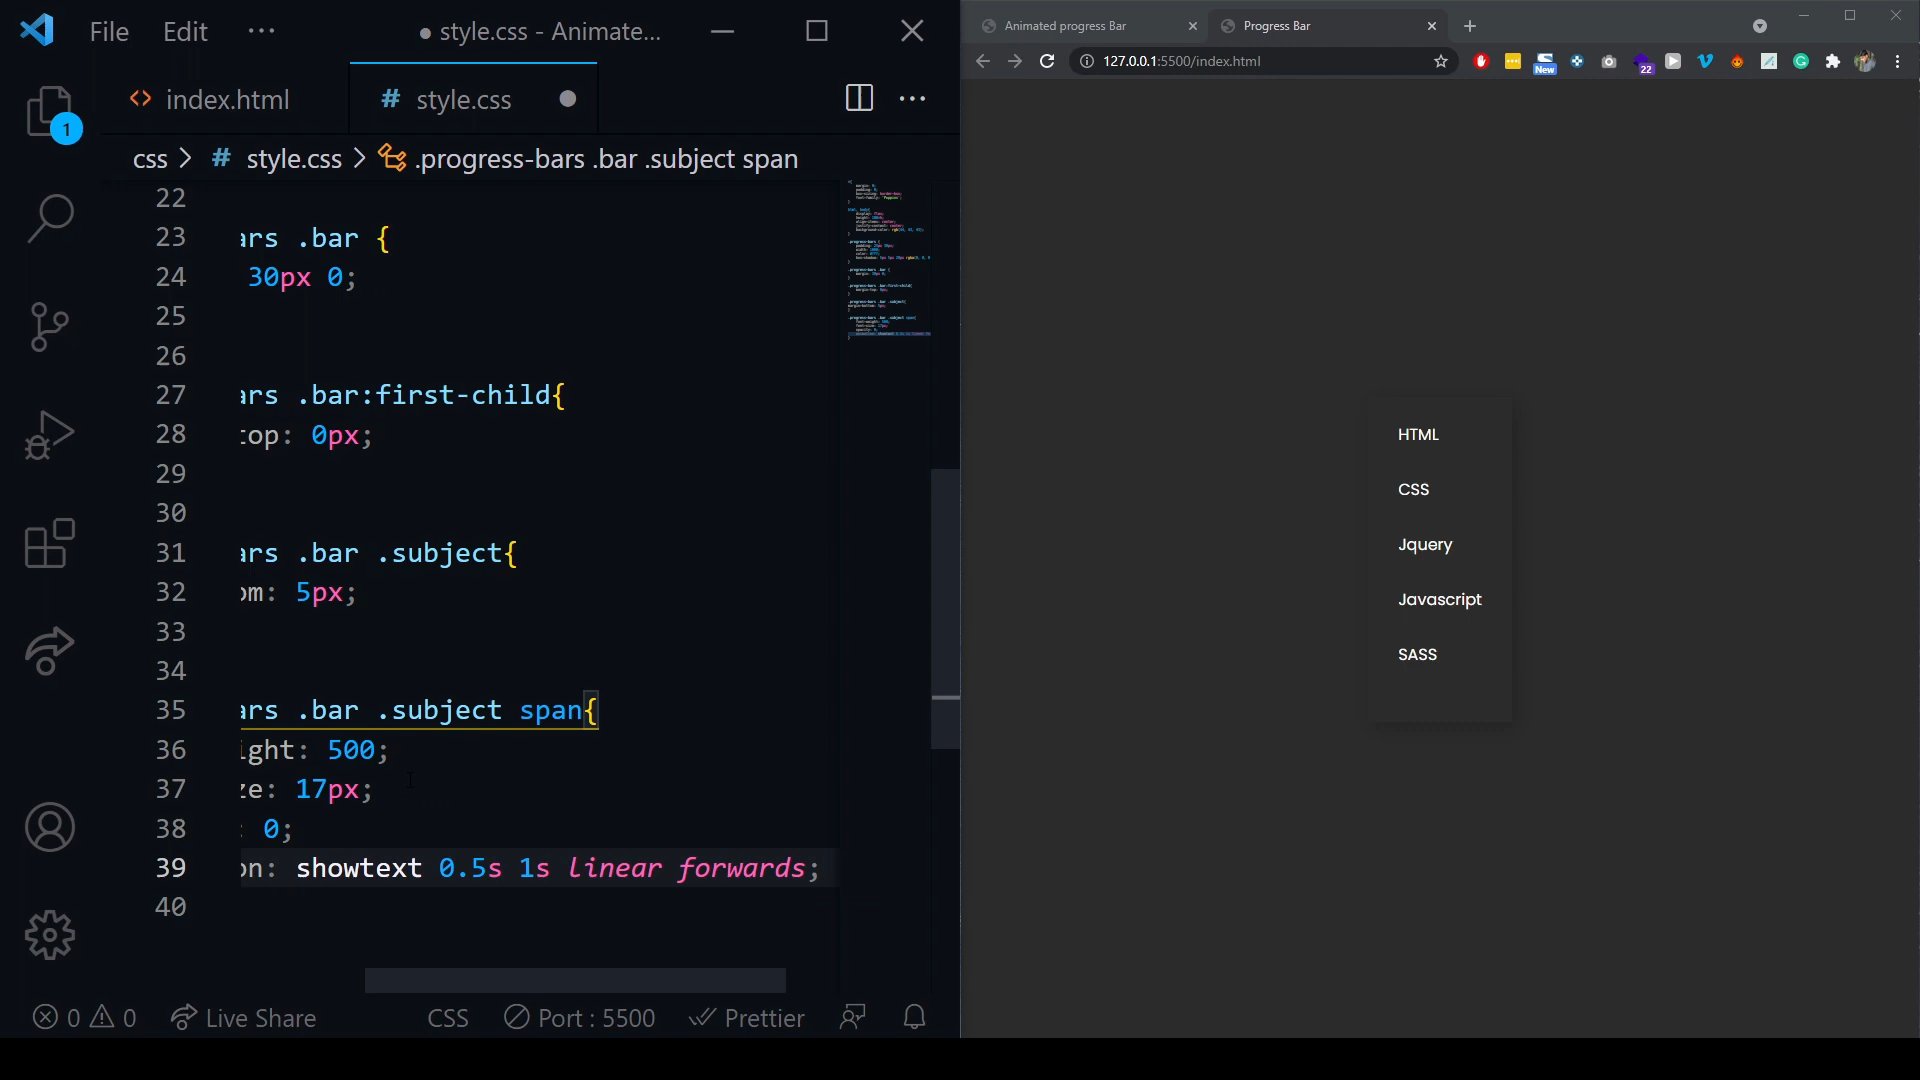 File Edit ··· ● style.css - Animate...
index.html # style.css
css > # style.css > .progress-bars .bar .subject span
22
23 ars .bar {
24 30px 0;
25
26
27 ars .bar:first-child{
28 top: 0px;
29
30
31 ars .bar .subject{
32 om: 5px;
33
34
35 ars .bar .subject span{
36 ight: 500;
37 ze: 17px;
38 : 0;
39 on: showtext 0.5s 1s linear forwards;
40
1
0 0 Live Share CSS Port : 5500 Prettier
Animated progress Bar Progress Bar
127.0.0.1:5500/index.html
New
22
HTML
CSS
Jquery
Javascript
SASS